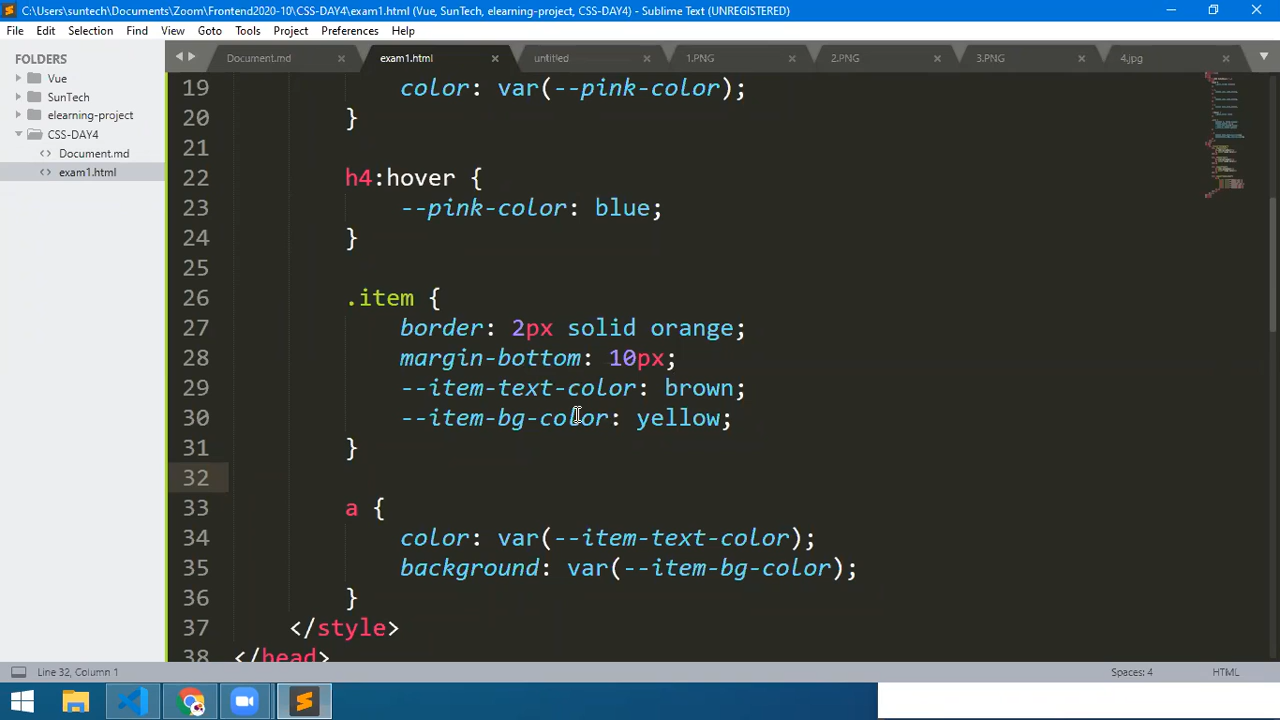 C:\Users\suntech\Documents\Zoom\Frontend2020-10\CSS-DAY4\exam1.html (Vue, SunTech, elearning-project, CSS-DAY4) - Sublime Text (UNREGISTERED)
File Edit Selection Find View Goto Tools Project Preferences Help
FOLDERS
Vue
SunTech
elearning-project
CSS-DAY4
Document.md
exam1.html
Document.md exam1.html untitled 1.PNG 2.PNG 3.PNG 4.jpg
19 color: var(--pink-color);
20 }
21
22 h4:hover {
23 --pink-color: blue;
24 }
25
26 .item {
27 border: 2px solid orange;
28 margin-bottom: 10px;
29 --item-text-color: brown;
30 --item-bg-color: yellow;
31 }
32
33 a {
34 color: var(--item-text-color);
35 background: var(--item-bg-color);
36 }
37 </style>
38 </head>
Line 32, Column 1 Spaces: 4 HTML